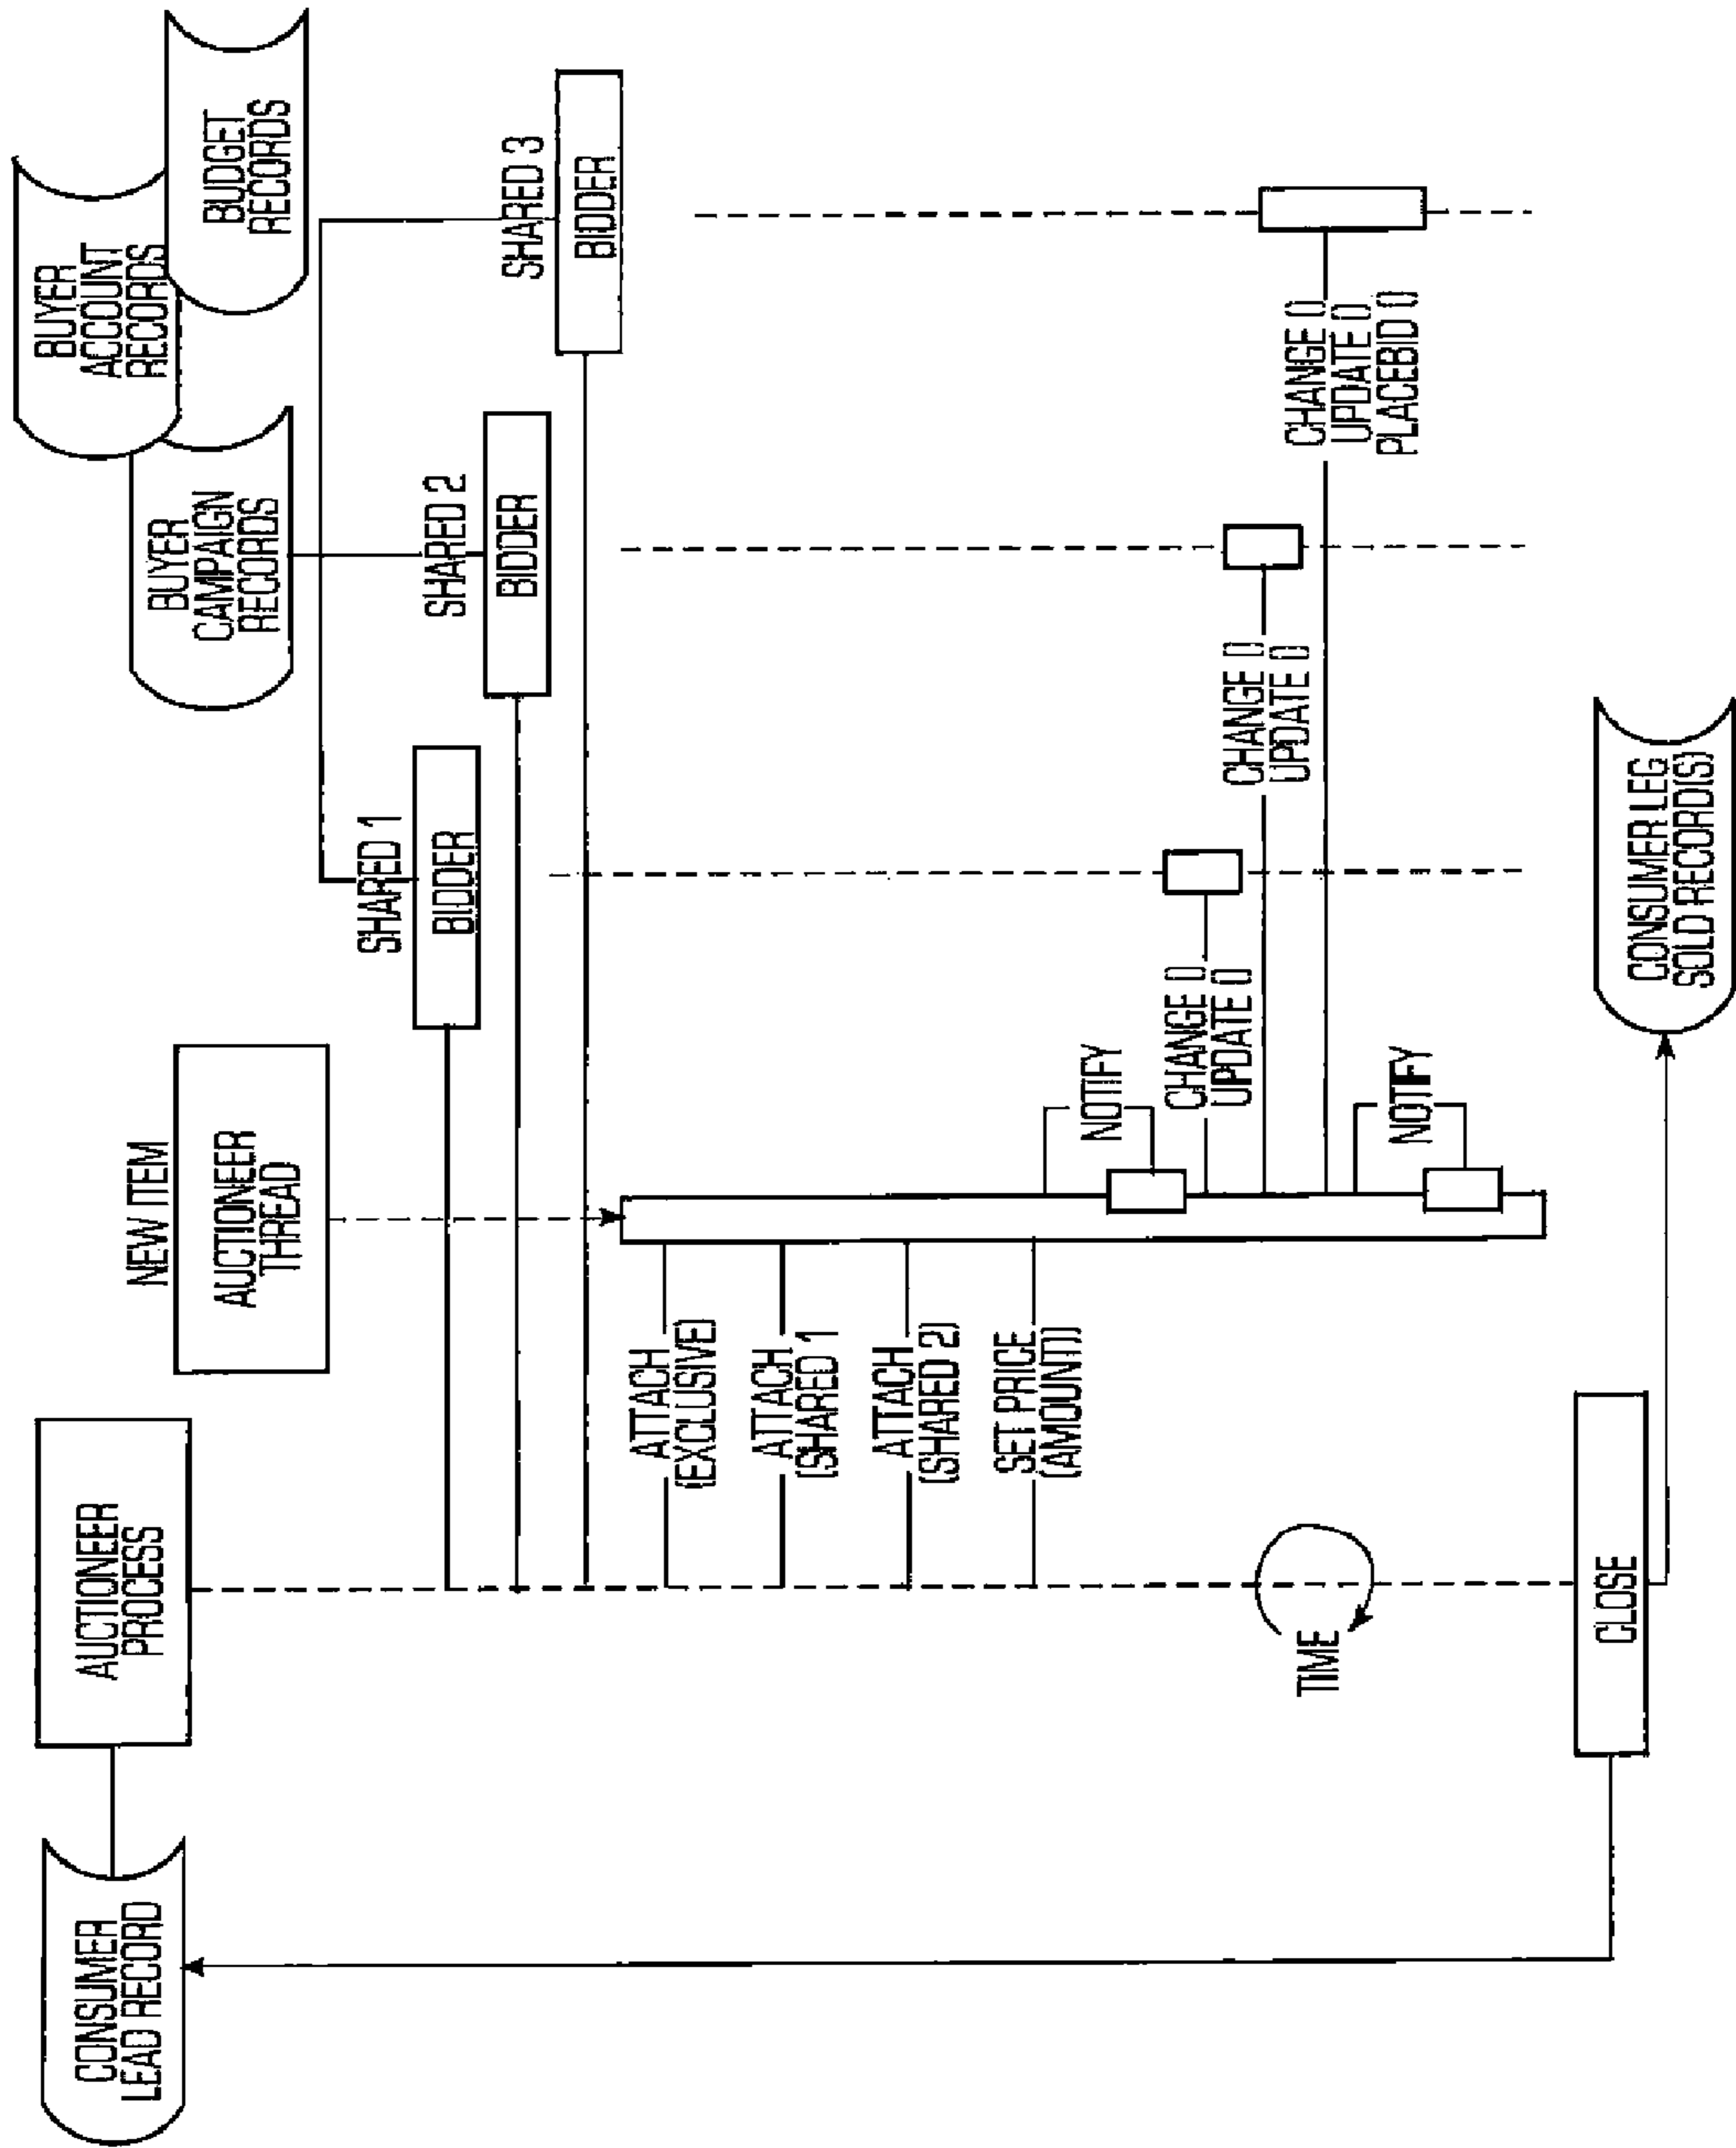 CONSUMER
LEAD RECORD
AUCTIONEER
PROCESS
NEW ITEM
AUCTIONEER
THREAD
BUYER
CAMPAIGN
RECORDS
BUYER
ACCOUNT
RECORDS
BUDGET
RECORDS
SHARED 1
BIDDER
SHARED 2
BIDDER
SHARED 3
BIDDER
ATTACH
(EXCLUSIVE)
ATTACH
(SHARED 1
ATTACH
(SHARED 2)
SET PRICE
(AMOUNT))
NOTIFY
CHANGE ()
UPDATE ()
CHANGE ()
UPDATE ()
CHANGE ()
UPDATE ()
PLACEBID ()
NOTIFY
TIME
CLOSE
CONSUMER LEG
SOLD RECORD(S)